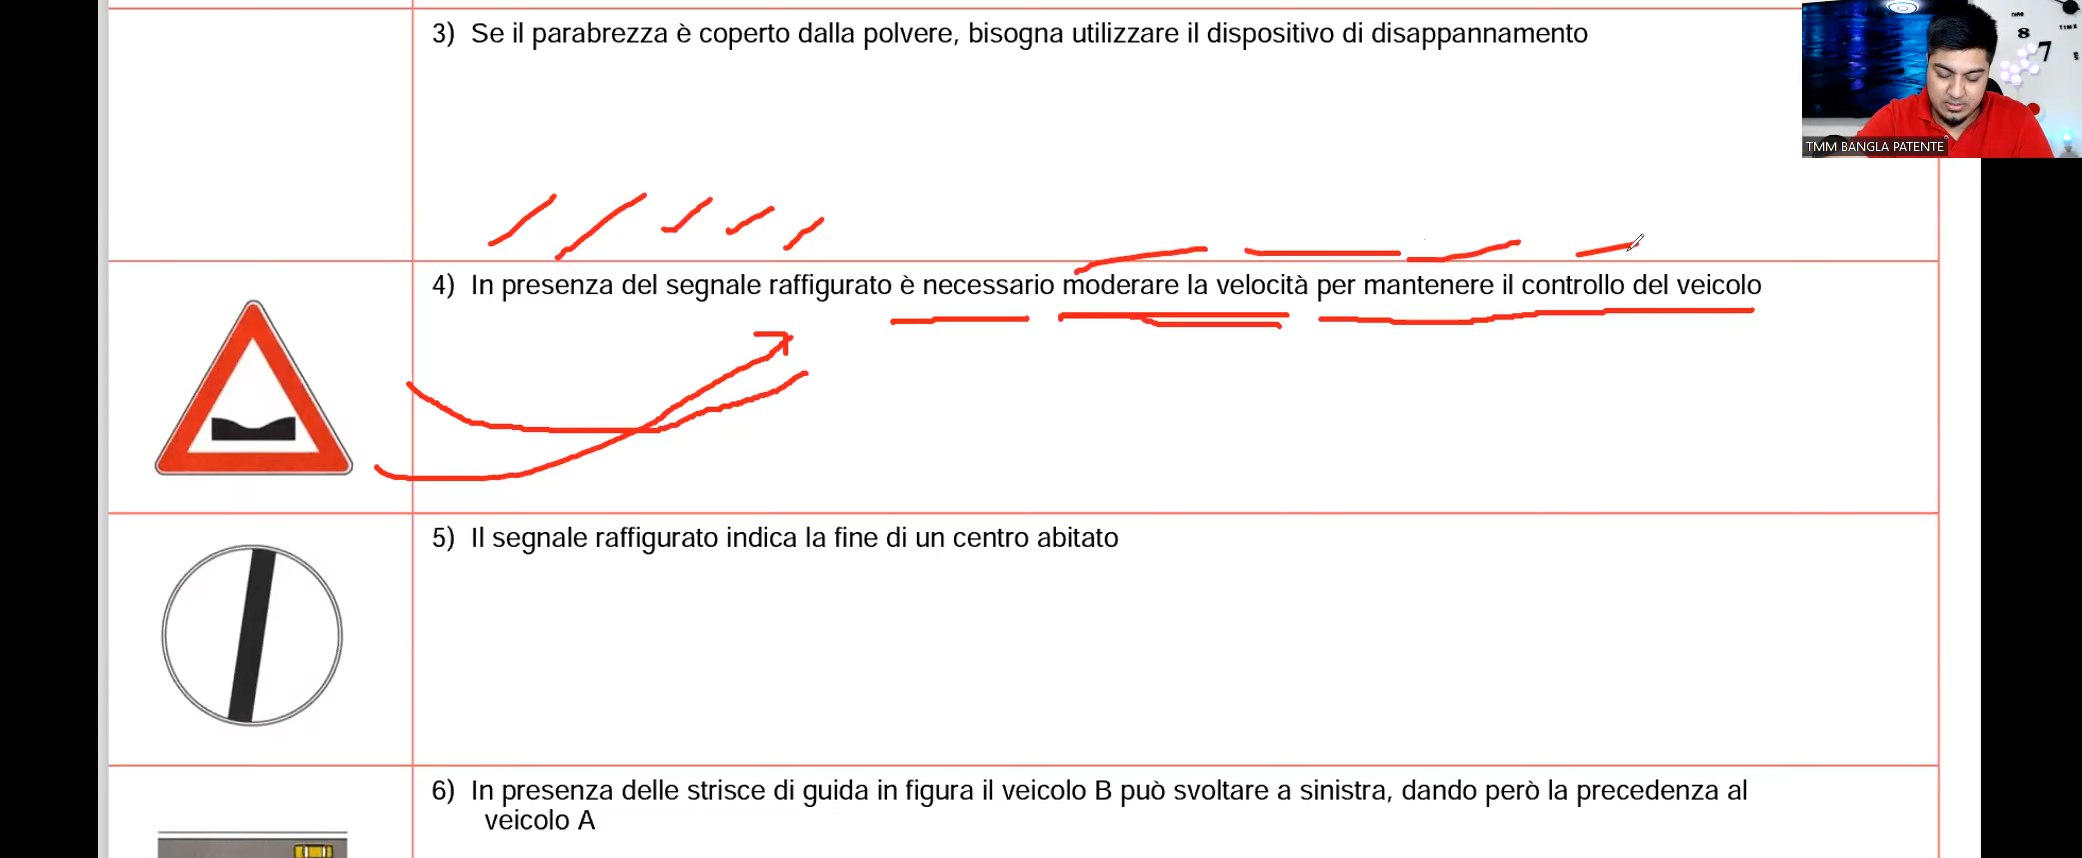 3) Se il parabrezza è coperto dalla polvere, bisogna utilizzare il dispositivo di disappannamento
8
TIME
7
TMM BANGLA PATENTE
4) In presenza del segnale raffigurato è necessario moderare la velocità per mantenere il controllo del veicolo
5) Il segnale raffigurato indica la fine di un centro abitato
6) In presenza delle strisce di guida in figura il veicolo B può svoltare a sinistra, dando però la precedenza al
veicolo A